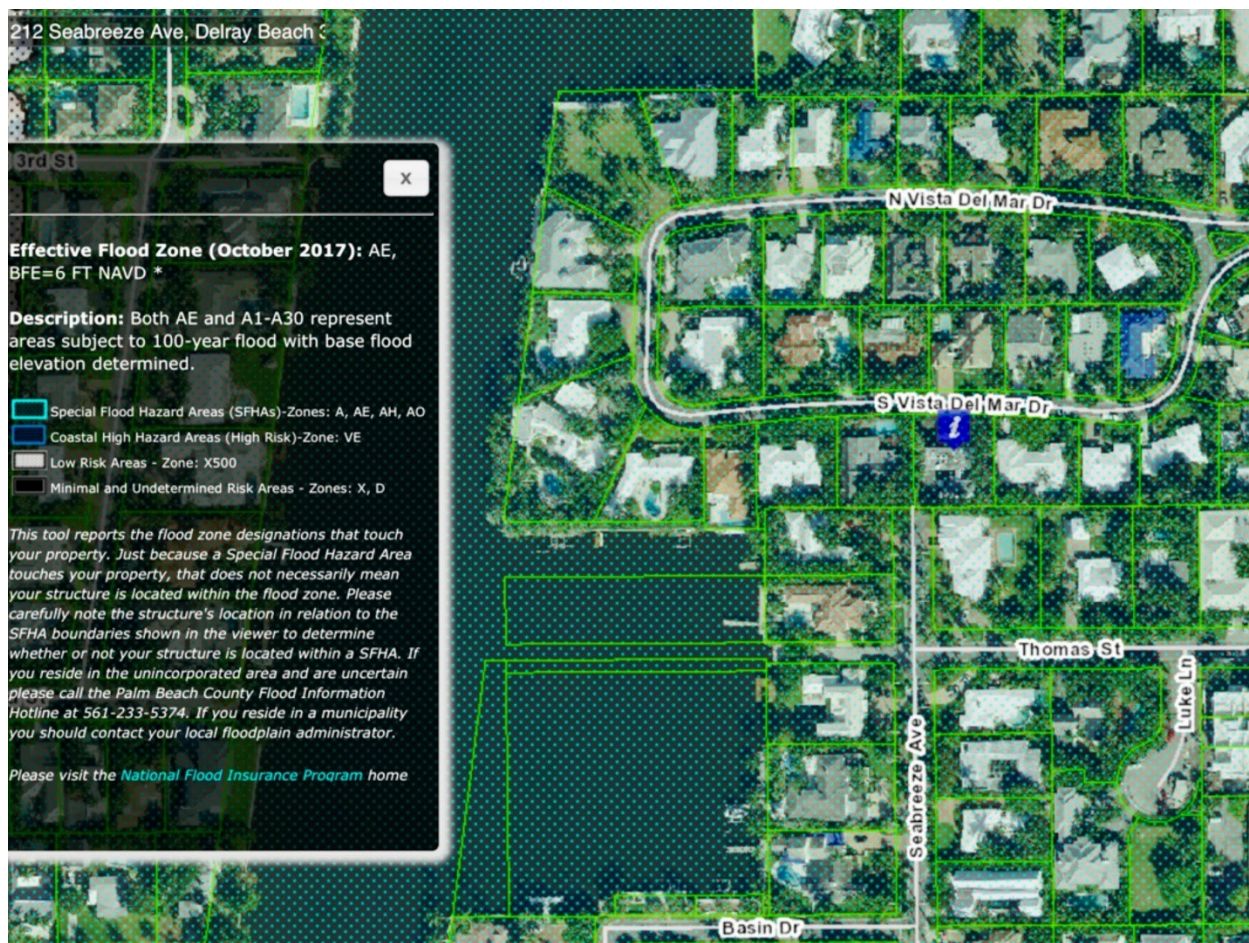 212 Seabreeze Ave, Delray Beach
3rd St
x
Effective Flood Zone (October 2017): AE,
BFE=6 FT NAVD *
Description: Both AE and A1-A30 represent
areas subject to 100-year flood with base flood
elevation determined.
Special Flood Hazard Areas (SFHAs)-Zones: A, AE, AH, AO
Coastal High Hazard Areas (High Risk)-Zone: VE
Low Risk Areas - Zone: X500
Minimal and Undetermined Risk Areas - Zones: X, D
This tool reports the flood zone designations that touch
your property. Just because a Special Flood Hazard Area
touches your property, that does not necessarily mean
your structure is located within the flood zone. Please
carefully note the structure's location in relation to the
SFHA boundaries shown in the viewer to determine
whether or not your structure is located within a SFHA. If
you reside in the unincorporated area and are uncertain
please call the Palm Beach County Flood Information
Hotline at 561-233-5374. If you reside in a municipality
you should contact your local floodplain administrator.
Please visit the National Flood Insurance Program home
N Vista Del Mar Dr
S Vista Del Mar Dr
i
Thomas St
Luke Ln
Seabreeze Ave
Basin Dr